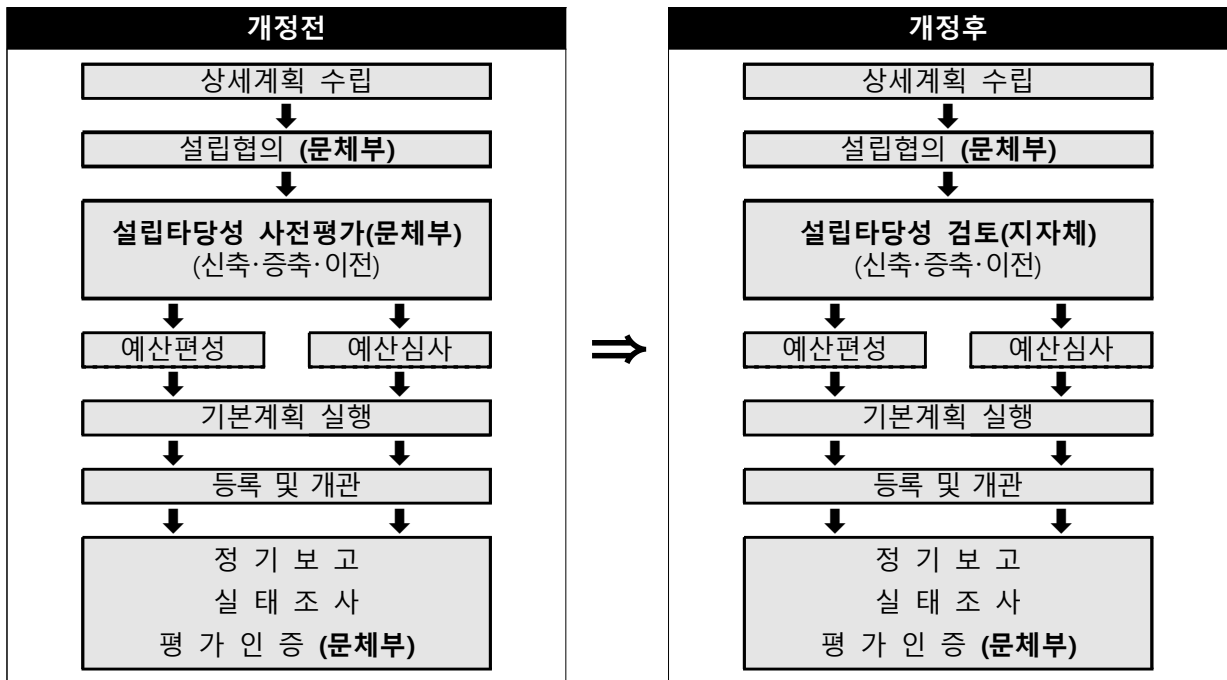 개정전
상세계획 수립
설립협의 (문체부)
설립타당성 사전평가(문체부)
(신축·증축·이전)
예산편성
예산심사
기본계획 실행
등록 및 개관
정 기 보 고
실 태 조 사
평 가 인 증 (문체부)
⇒
개정후
상세계획 수립
설립협의 (문체부)
설립타당성 검토(지자체)
(신축·증축·이전)
예산편성
예산심사
기본계획 실행
등록 및 개관
정 기 보 고
실 태 조 사
평 가 인 증 (문체부)